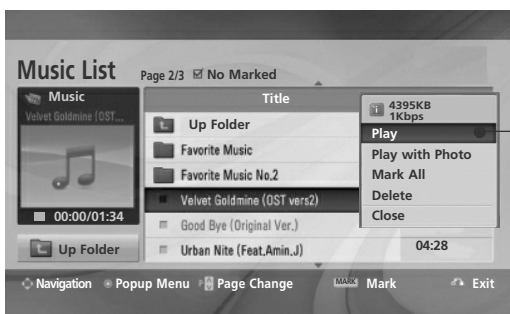 Music List
Page 2/3 No Marked
Music
Velvet Goldmine (OST...
00:00/01:34
Up Folder
Title
Up Folder
Favorite Music
Favorite Music No.2
Velvet Goldmine (OST vers2)
Good Bye (Original Ver.)
Urban Nite (Feat.Amin.J)
04:28
4395KB
1Kbps
Play
Play with Photo
Mark All
Delete
Close
Navigation Popup Menu P Page Change MARK Mark Exit